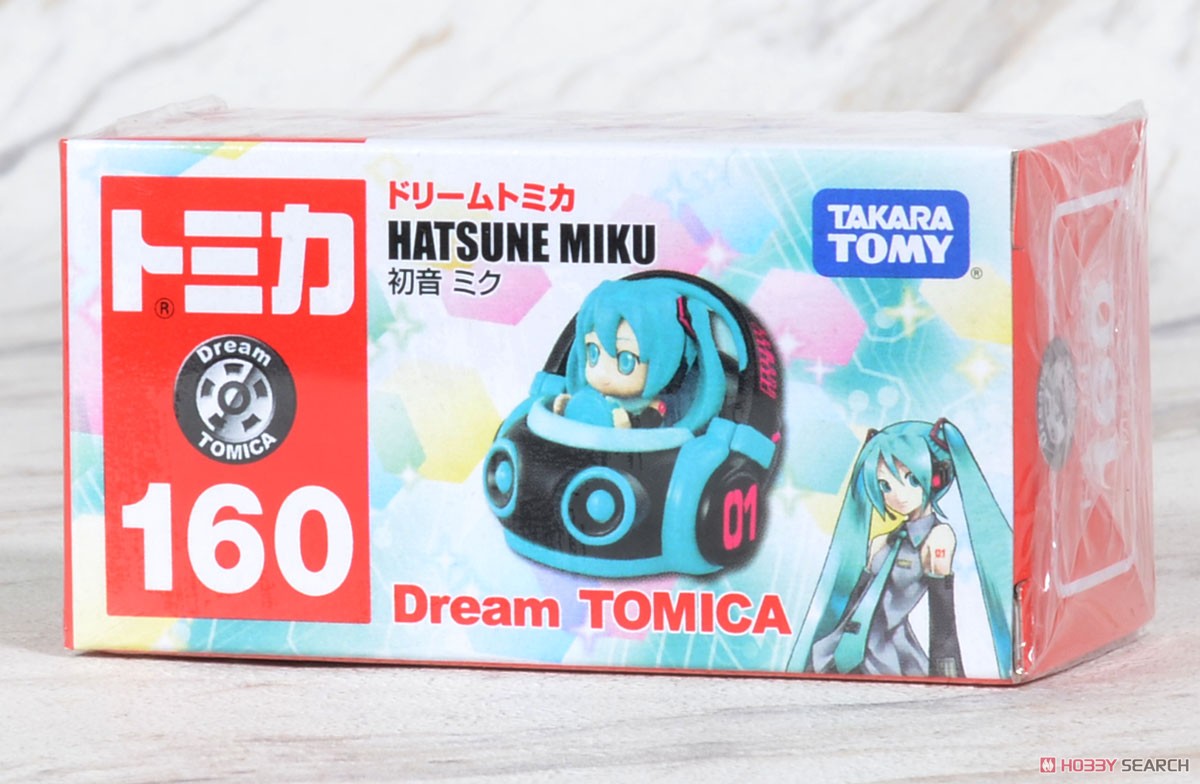 トミカ
®
Dream
TOMICA
160
ドリームトミカ
HATSUNE MIKU
初音 ミク
01
Dream TOMICA
TAKARA
TOMY
®
01
160
HOBBY SEARCH